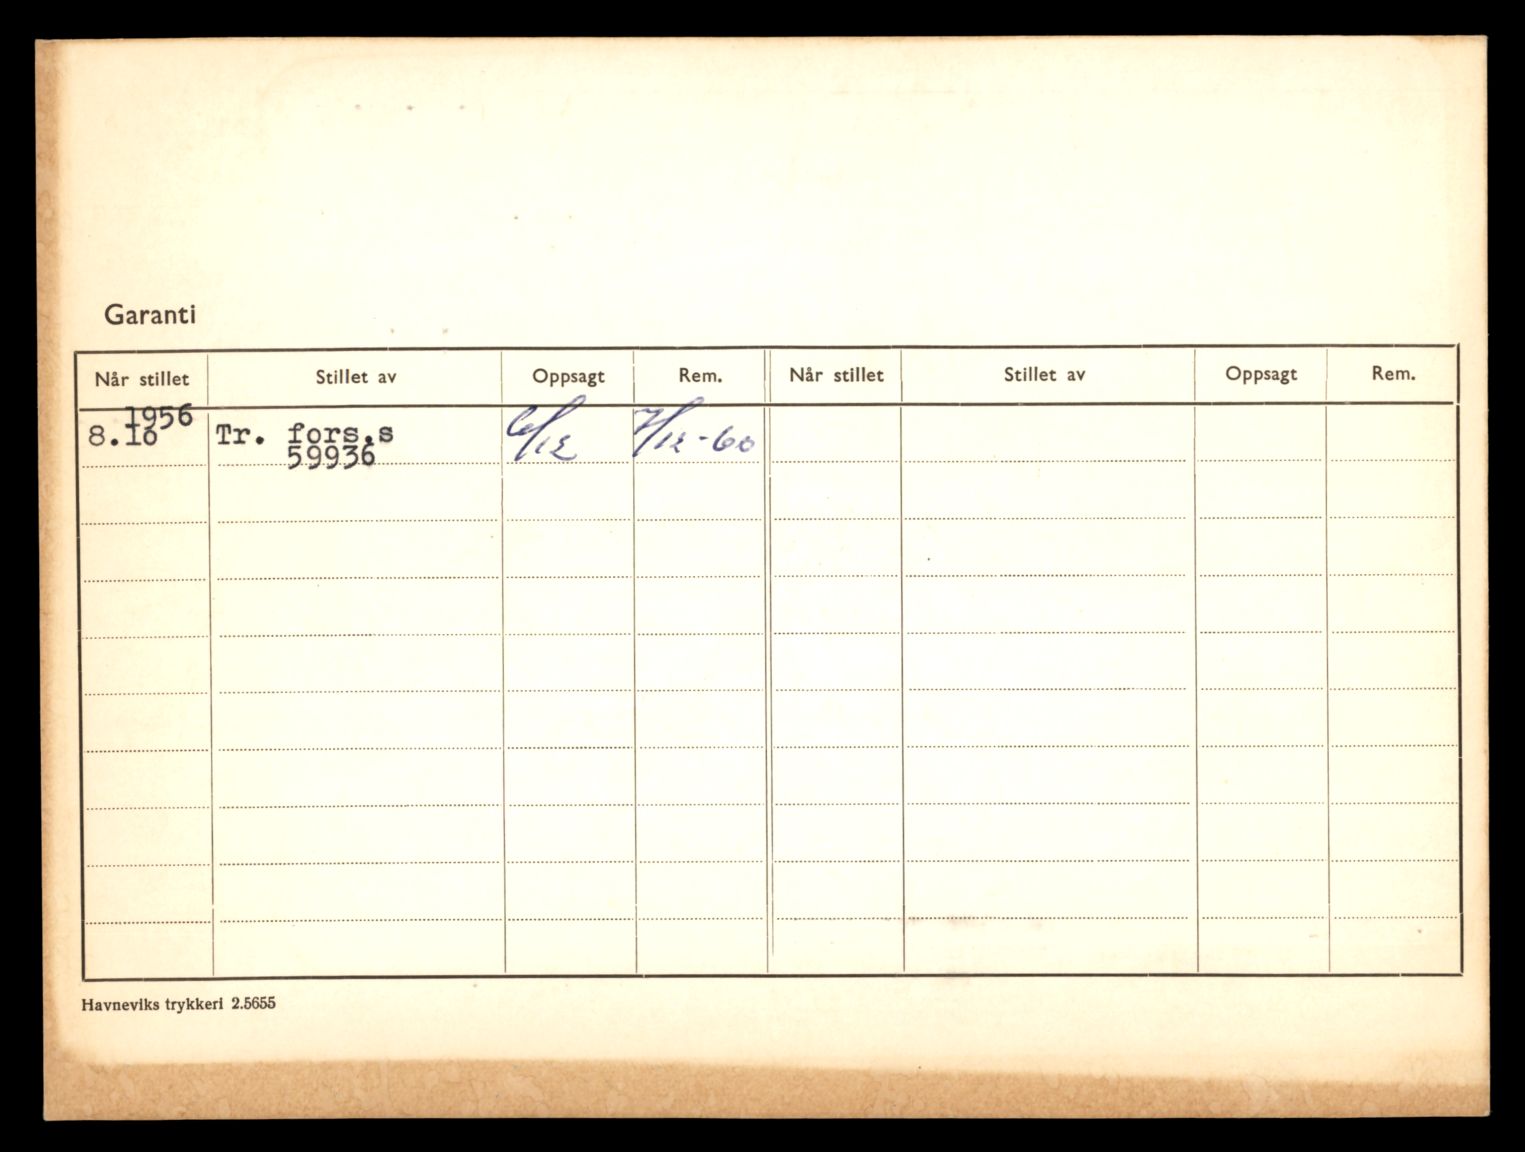 Garanti
Når stillet Stillet av Oppsagt Rem. Når stillet Stillet av Oppsagt Rem.
1956
8.10 Tr. fors.s 6/12 7/12-60
59936
Havneviks trykkeri 2.5655